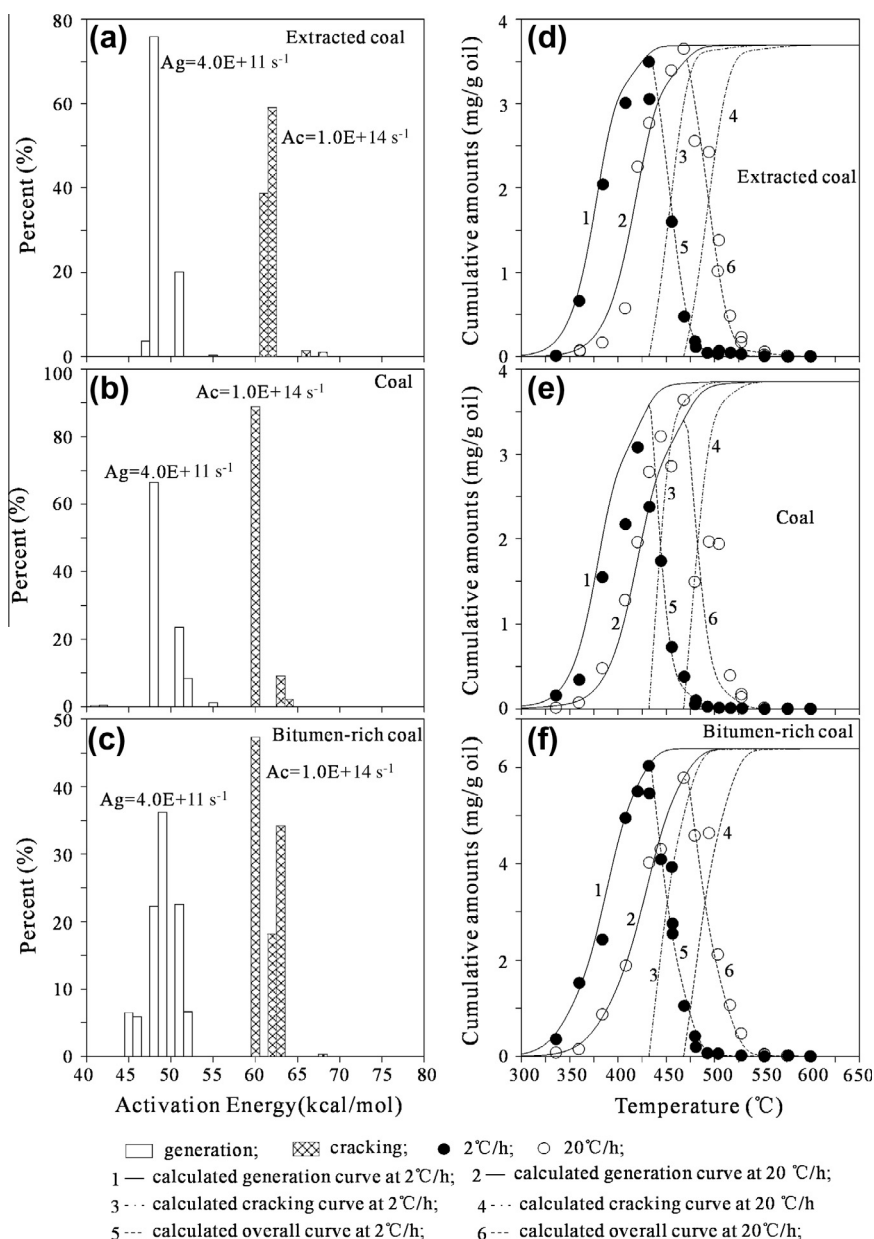 (a)
Extracted coal
Ag=4.0E+11 s-1
Ac=1.0E+14 s-1
Percent (%)
80
60
40
20
0
(b)
Coal
Ac=1.0E+14 s-1
Ag=4.0E+11 s-1
Percent (%)
100
80
60
40
20
0
(c)
Bitumen-rich coal
Ac=1.0E+14 s-1
Ag=4.0E+11 s-1
Percent (%)
50
45
35
25
15
5
0
40 45 55 65 75 80
Activation Energy(kcal/mol)
(d)
Extracted coal
Cumulative amounts (mg/g oil)
4
3
2
1
0
1
2
3
4
5
6
(e)
Coal
Cumulative amounts (mg/g oil)
4
3
2
1
0
1
2
3
4
5
6
(f)
Bitumen-rich coal
Cumulative amounts (mg/g oil)
6
4
2
0
1
2
3
4
5
6
300 350 400 450 500 550 600 650
Temperature (℃)
generation; cracking; 2℃/h; 20℃/h;
1 — calculated generation curve at 2℃/h; 2 — calculated generation curve at 20 ℃/h;
3 -·· calculated cracking curve at 2℃/h; 4 -·· calculated cracking curve at 20 ℃/h
5 --- calculated overall curve at 2℃/h; 6 --- calculated overall curve at 20℃/h;